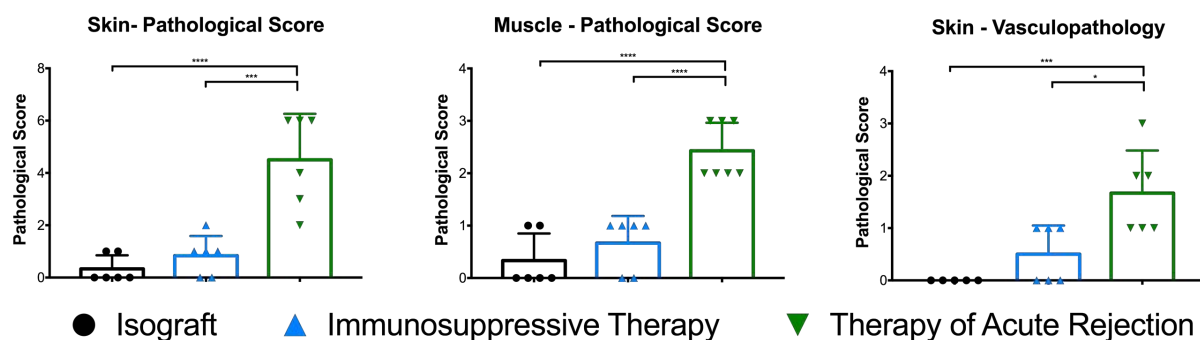 Skin- Pathological Score
Muscle - Pathological Score
Skin - Vasculopathology
Pathological Score
8
6
4
2
0
****
***
Pathological Score
4
3
2
1
0
****
****
Pathological Score
4
3
2
1
0
***
*
Isograft
Immunosuppressive Therapy
Therapy of Acute Rejection